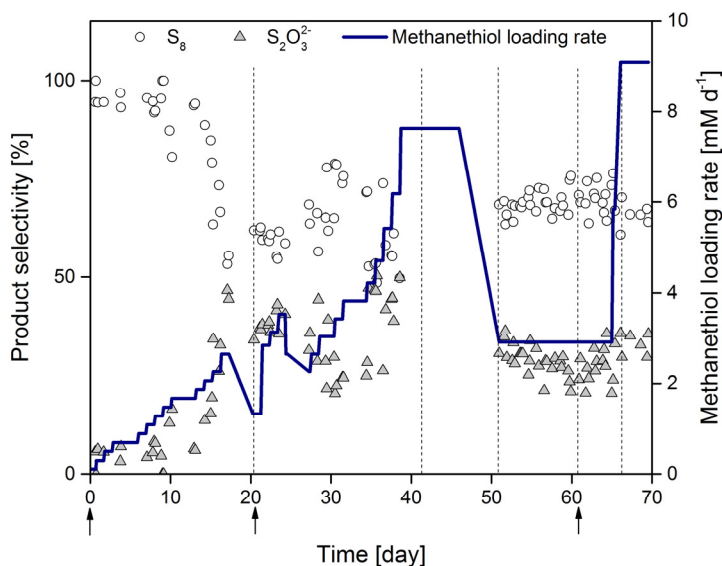 S₈ S₂O₃²⁻ Methanethiol loading rate
Product selectivity [%]
100
50
0
10
8
6
4
2
0
Methanethiol loading rate [mM d⁻¹]
0 10 20 30 40 50 60 70
Time [day]